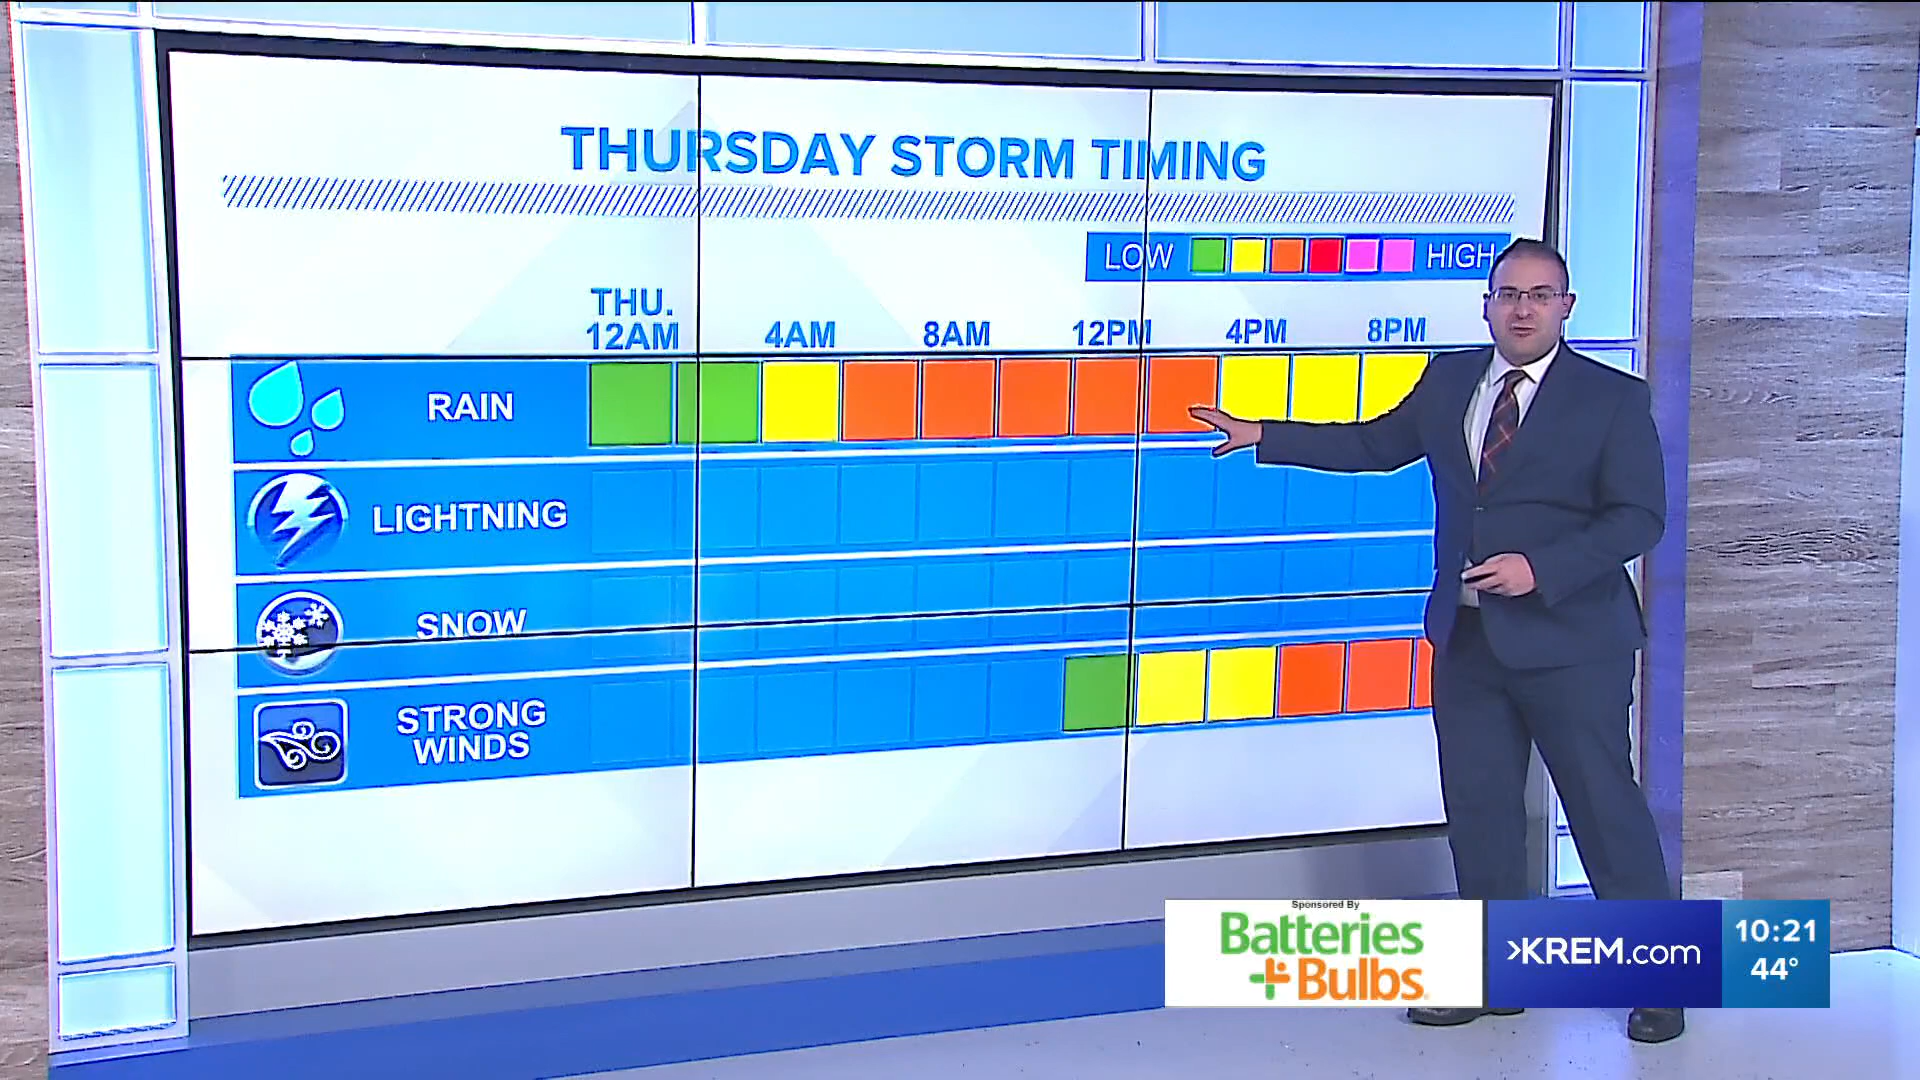 THURSDAY STORM TIMING
LOW HIGH
THU.
12AM 4AM 8AM 12PM 4PM 8PM
RAIN
LIGHTNING
SNOW
STRONG
WINDS
Sponsored By
Batteries
+Bulbs
KREM.com
10:21
44°